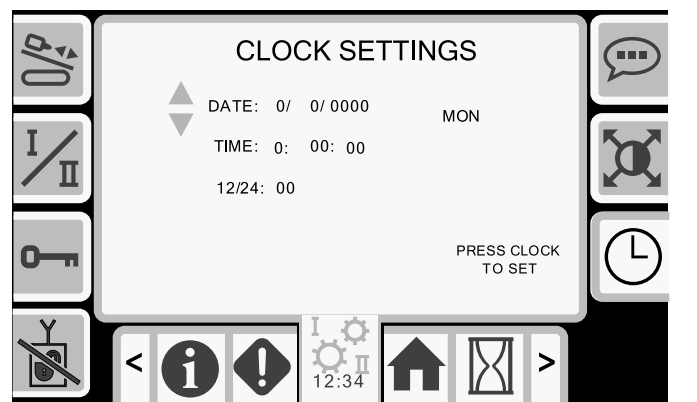 CLOCK SETTINGS
DATE: 0/ 0/ 0000
MON
TIME: 0: 00: 00
12/24: 00
PRESS CLOCK
TO SET
I
II
I
II
12:34
< >